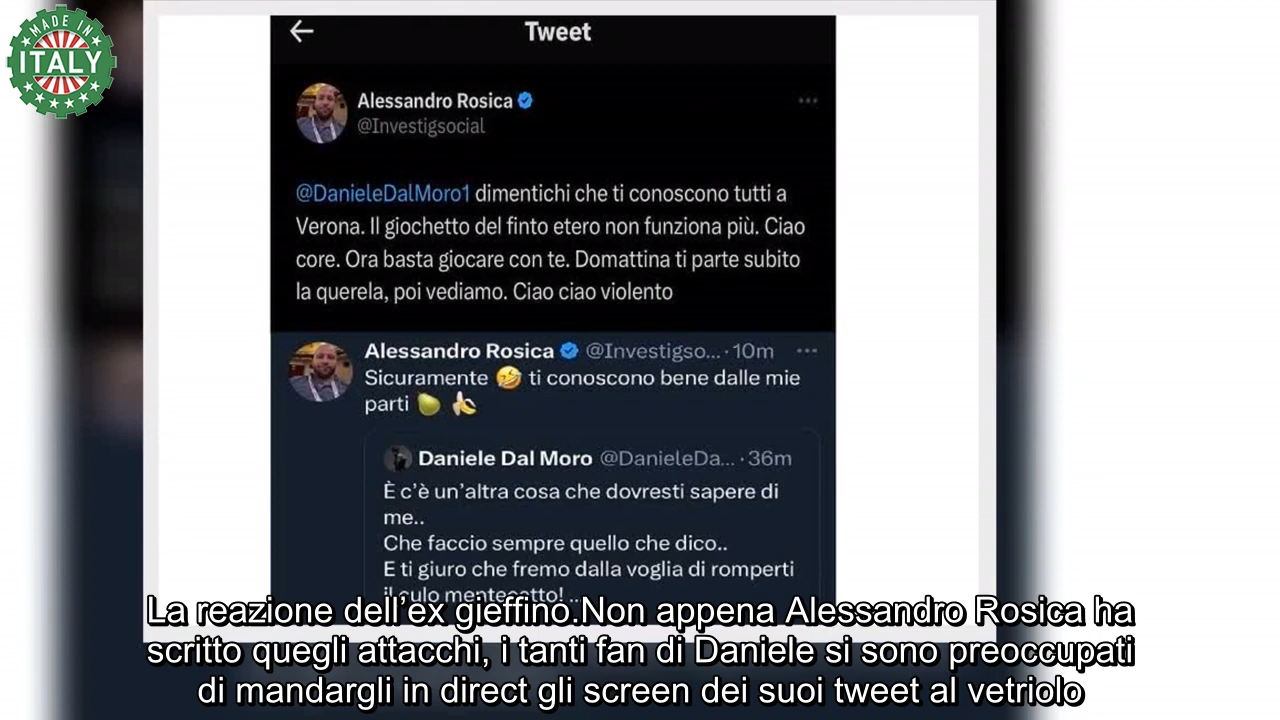 MADE IN
ITALY
Tweet
Alessandro Rosica
@Investigsocial
@DanieleDalMoro1 dimentichi che ti conoscono tutti a
Verona. Il giochetto del finto etero non funziona più. Ciao
core. Ora basta giocare con te. Domattina ti parte subito
la querela, poi vediamo. Ciao ciao violento
Alessandro Rosica @Investigso... · 10m
Sicuramente 🤣 ti conoscono bene dalle mie
parti 🍐 🍌
Daniele Dal Moro @DanieleDa... · 36m
È c'è un'altra cosa che dovresti sapere di
me..
Che faccio sempre quello che dico..
E ti giuro che fremo dalla voglia di romperti
il culo mentecatto! ..
La reazione dell'ex gieffino.Non appena Alessandro Rosica ha
scritto quegli attacchi, i tanti fan di Daniele si sono preoccupati
di mandargli in direct gli screen dei suoi tweet al vetriolo